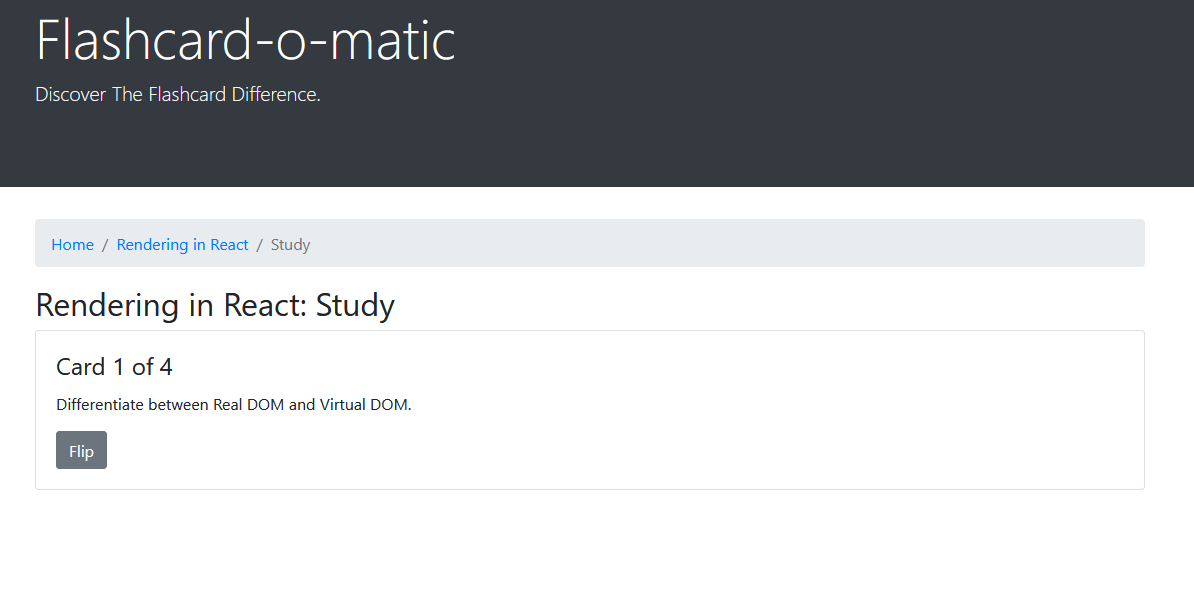 Flashcard-o-matic
Discover The Flashcard Difference.
Home / Rendering in React / Study
Rendering in React: Study
Card 1 of 4
Differentiate between Real DOM and Virtual DOM.
Flip